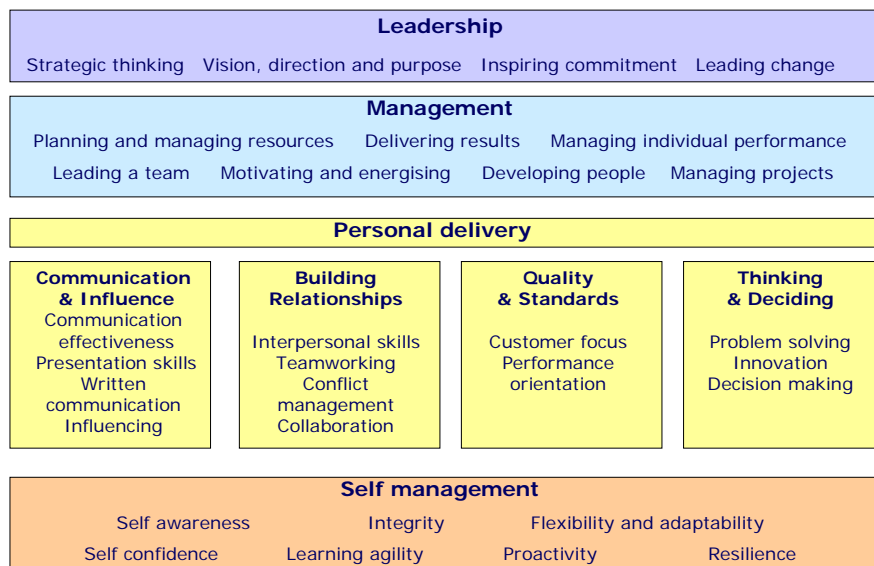 Leadership
Strategic thinking Vision, direction and purpose Inspiring commitment Leading change
Management
Planning and managing resources Delivering results Managing individual performance
Leading a team Motivating and energising Developing people Managing projects
Personal delivery
Communication
& Influence
Communication
effectiveness
Presentation skills
Written
communication
Influencing
Building
Relationships
Interpersonal skills
Teamworking
Conflict
management
Collaboration
Quality
& Standards
Customer focus
Performance
orientation
Thinking
& Deciding
Problem solving
Innovation
Decision making
Self management
Self awareness Integrity Flexibility and adaptability
Self confidence Learning agility Proactivity Resilience